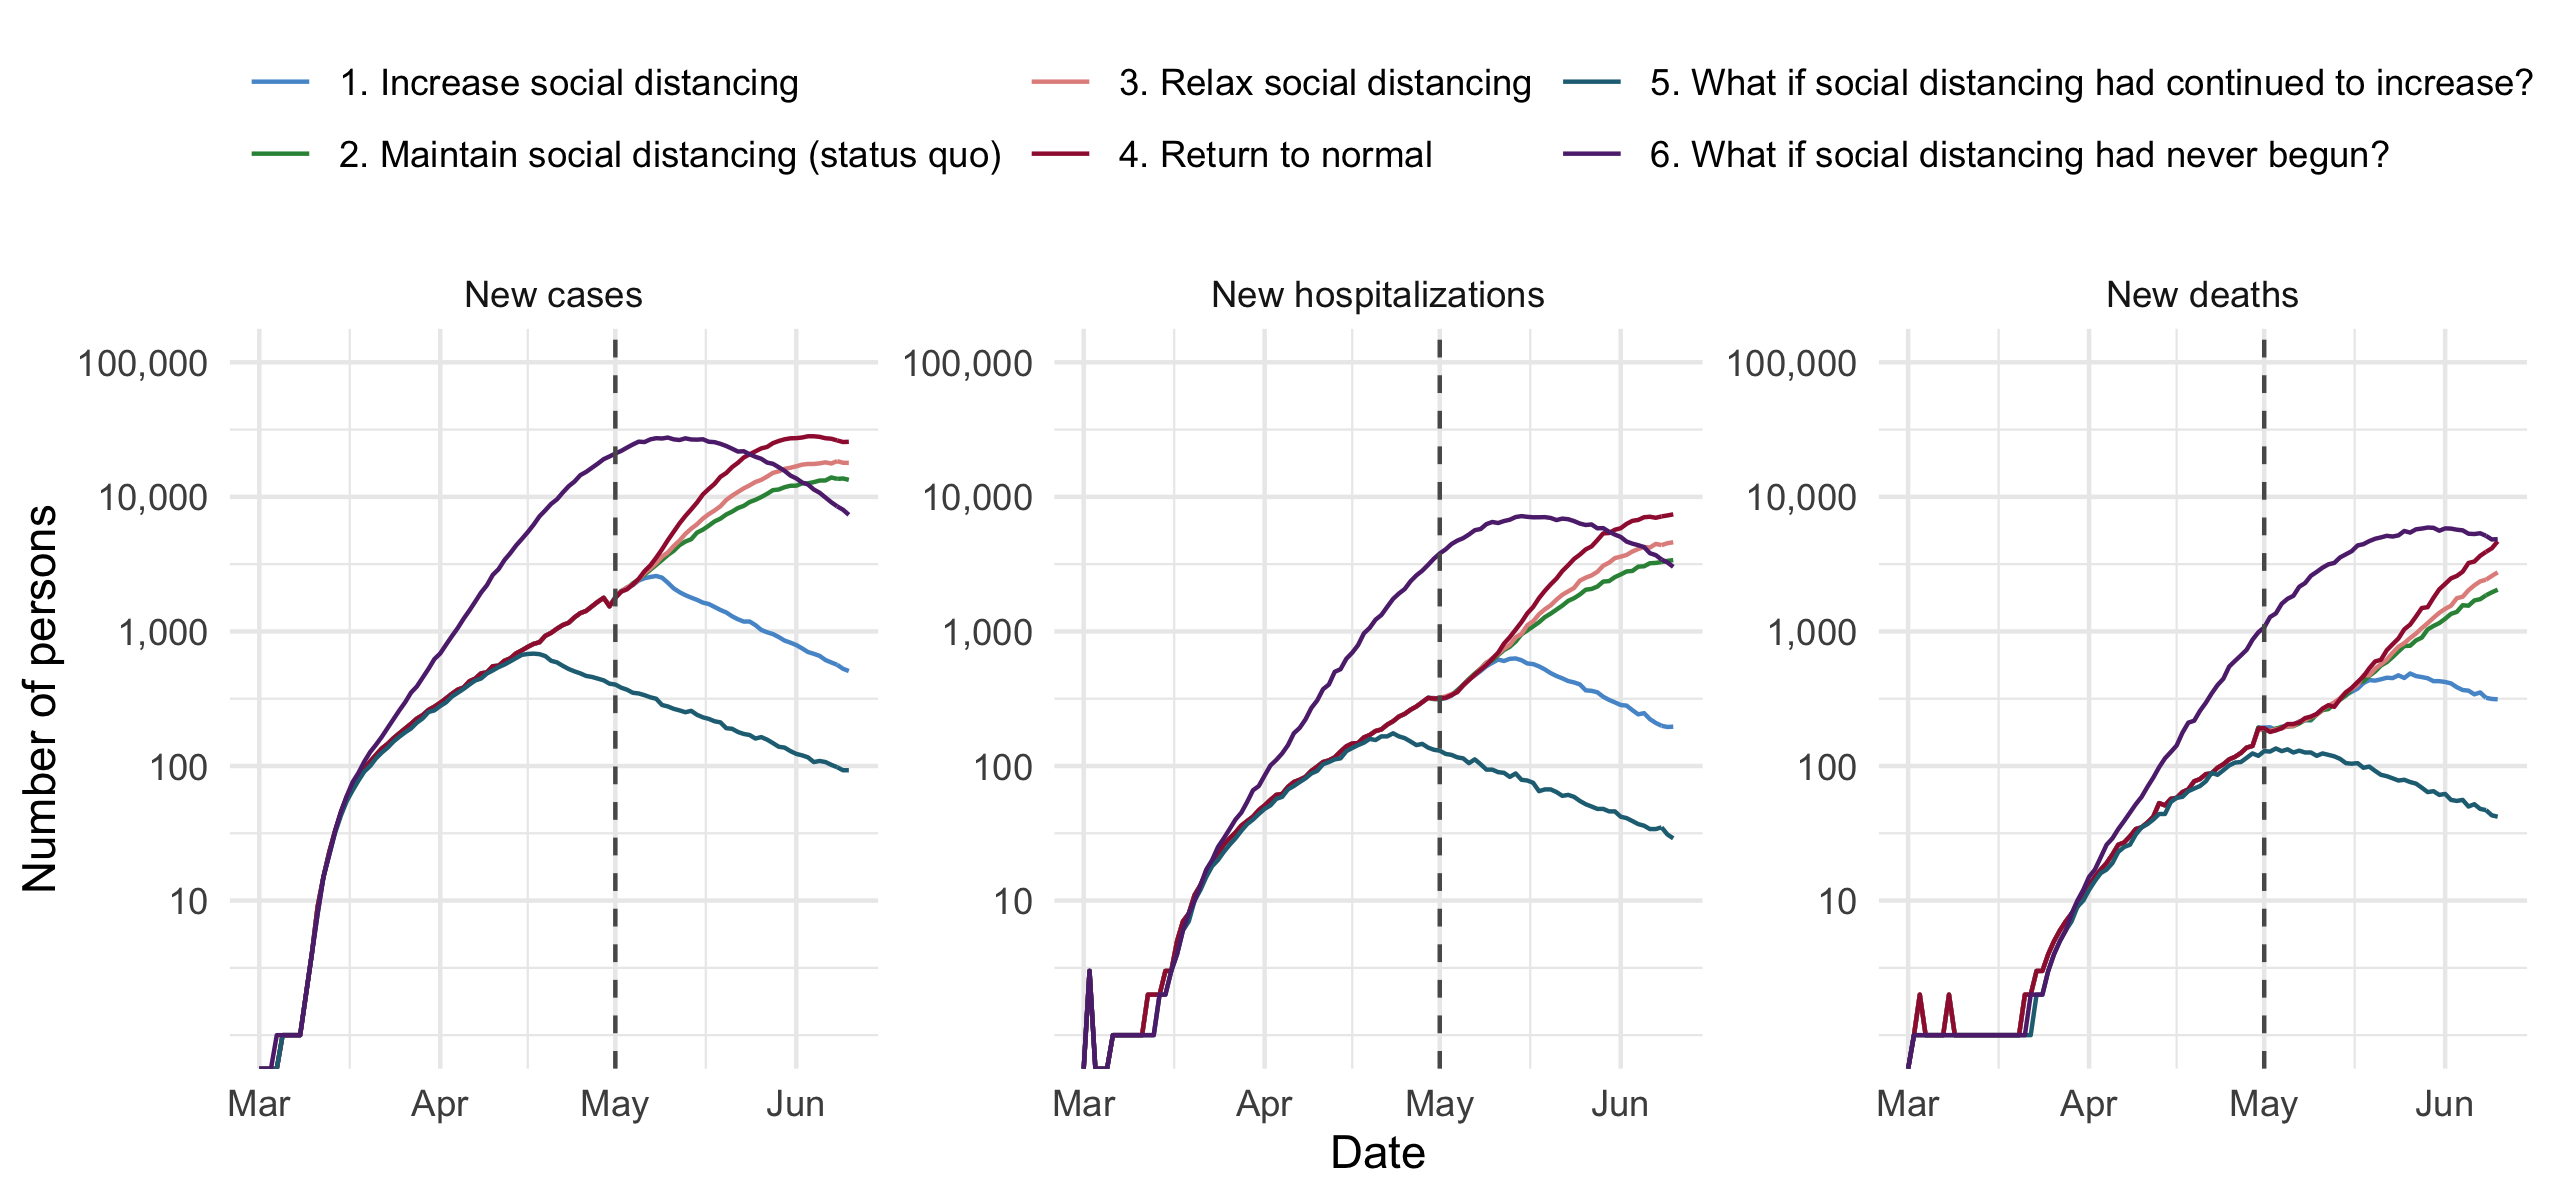 1. Increase social distancing
3. Relax social distancing
5. What if social distancing had continued to increase?
2. Maintain social distancing (status quo)
4. Return to normal
6. What if social distancing had never begun?
New cases
New hospitalizations
New deaths
Number of persons
100,000
10,000
1,000
100
10
100,000
10,000
1,000
100
10
100,000
10,000
1,000
100
10
Mar
Apr
May
Jun
Mar
Apr
May
Jun
Mar
Apr
May
Jun
Date